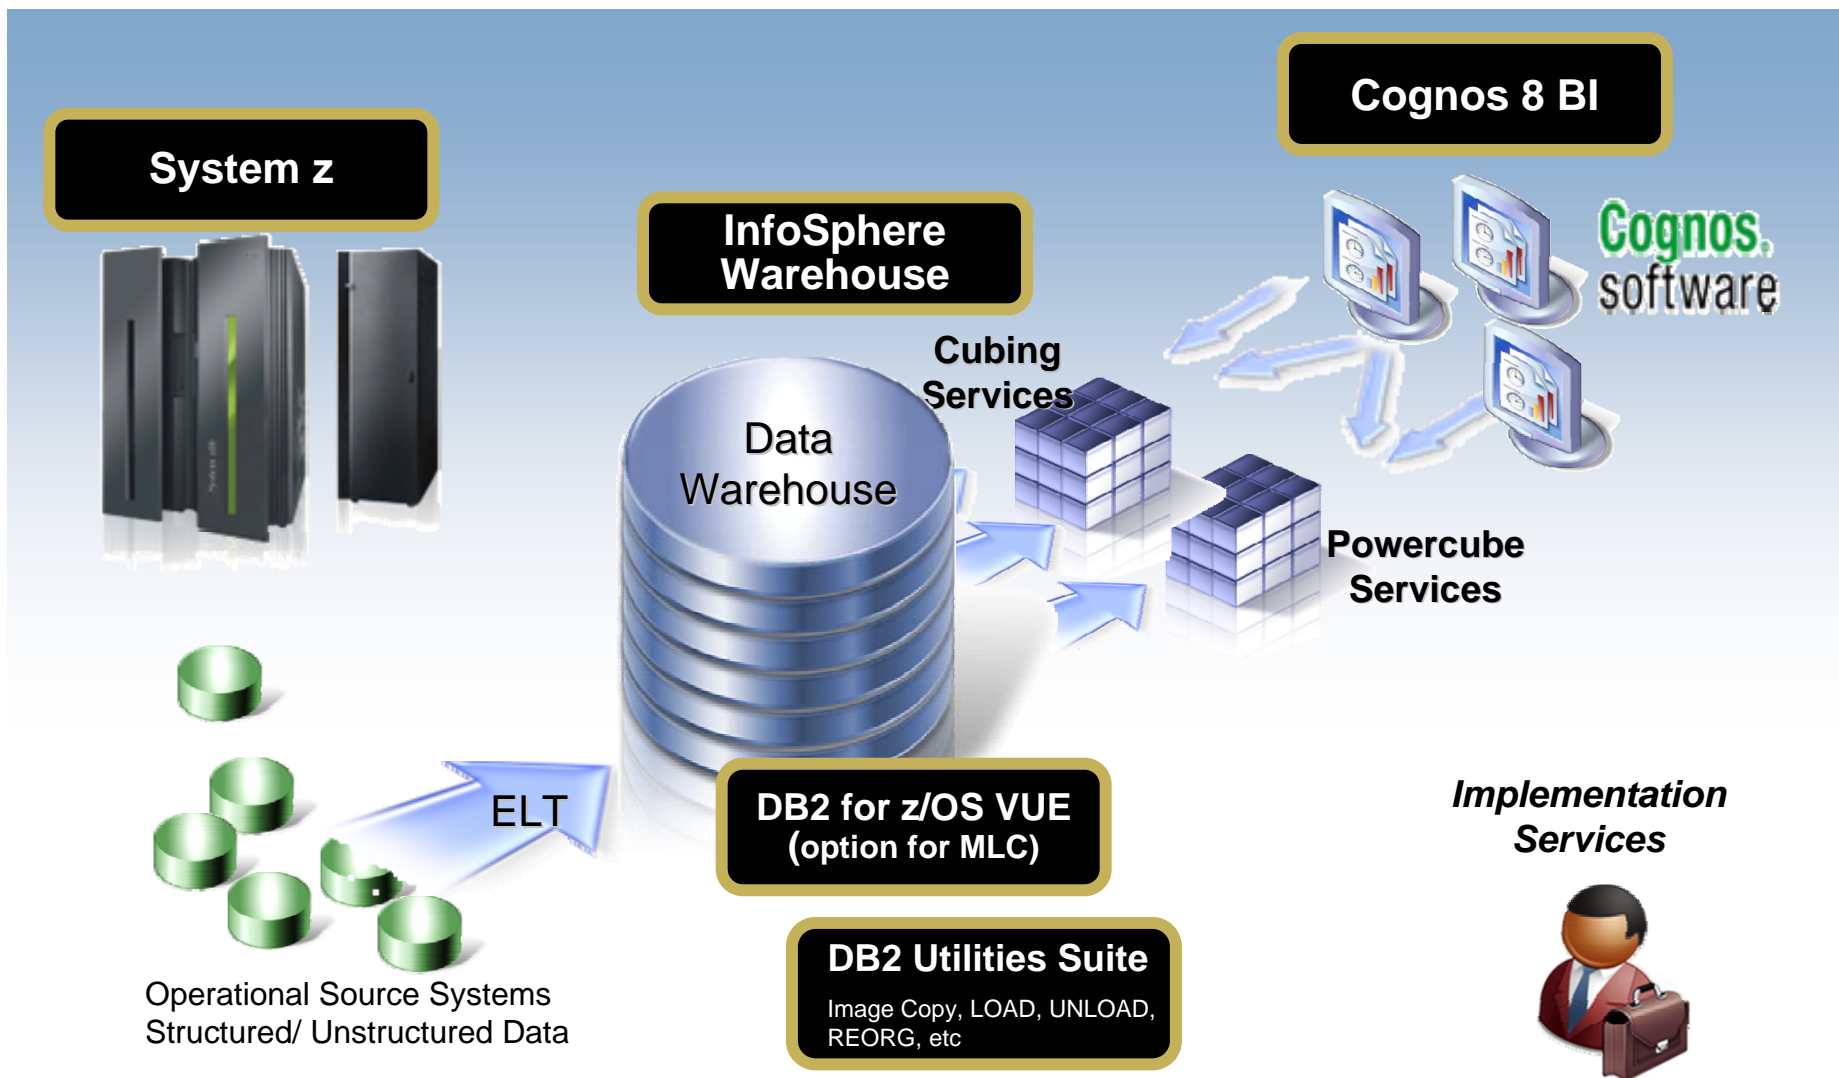 Cognos 8 BI
System z
InfoSphere
Warehouse
Cognos.
software
Cubing
Services
Data
Warehouse
Powercube
Services
ELT
DB2 for z/OS VUE
(option for MLC)
Implementation
Services
DB2 Utilities Suite
Image Copy, LOAD, UNLOAD,
REORG, etc
Operational Source Systems
Structured/ Unstructured Data